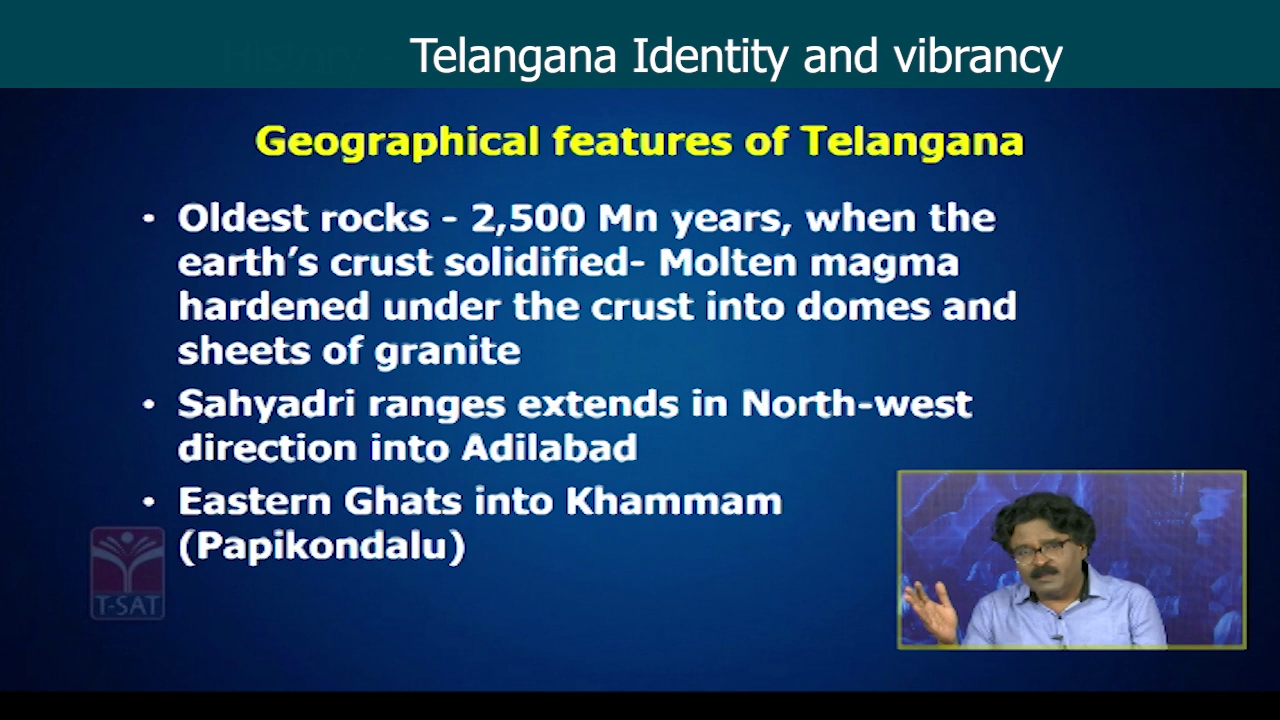 History - Telangana Identity and vibrancy
Geographical features of Telangana
• Oldest rocks - 2,500 Mn years, when the
earth's crust solidified- Molten magma
hardened under the crust into domes and
sheets of granite
• Sahyadri ranges extends in North-west
direction into Adilabad
• Eastern Ghats into Khammam
(Papikondalu)
T-SAT